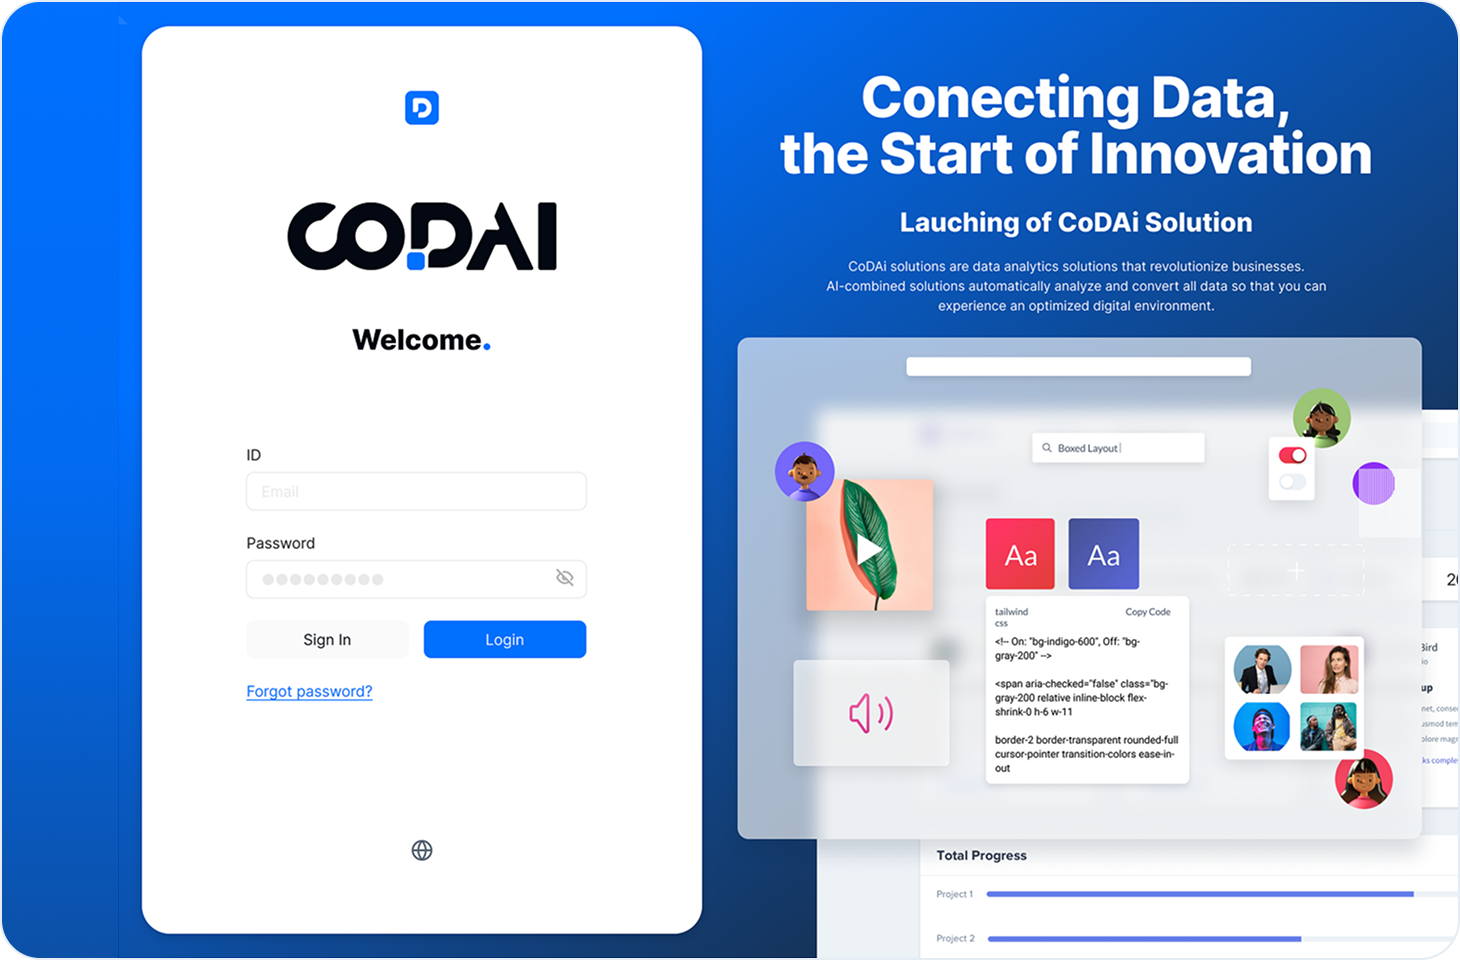 CODAI
Welcome.
ID
Email
Password
Sign In
Login
Forgot password?
Conecting Data,
the Start of Innovation
Lauching of CoDAi Solution
CoDAi solutions are data analytics solutions that revolutionize businesses.
AI-combined solutions automatically analyze and convert all data so that you can
experience an optimized digital environment.
Boxed Layout
Aa
Aa
tailwind
css
Copy Code
<!-- On: "bg-indigo-600", Off: "bg-
gray-200" -->
<span aria-checked="false" class="bg-
gray-200 relative inline-block flex-
shrink-0 h-6 w-11
border-2 border-transparent rounded-full
cursor-pointer transition-colors ease-in-
out
Total Progress
Project 1
Project 2